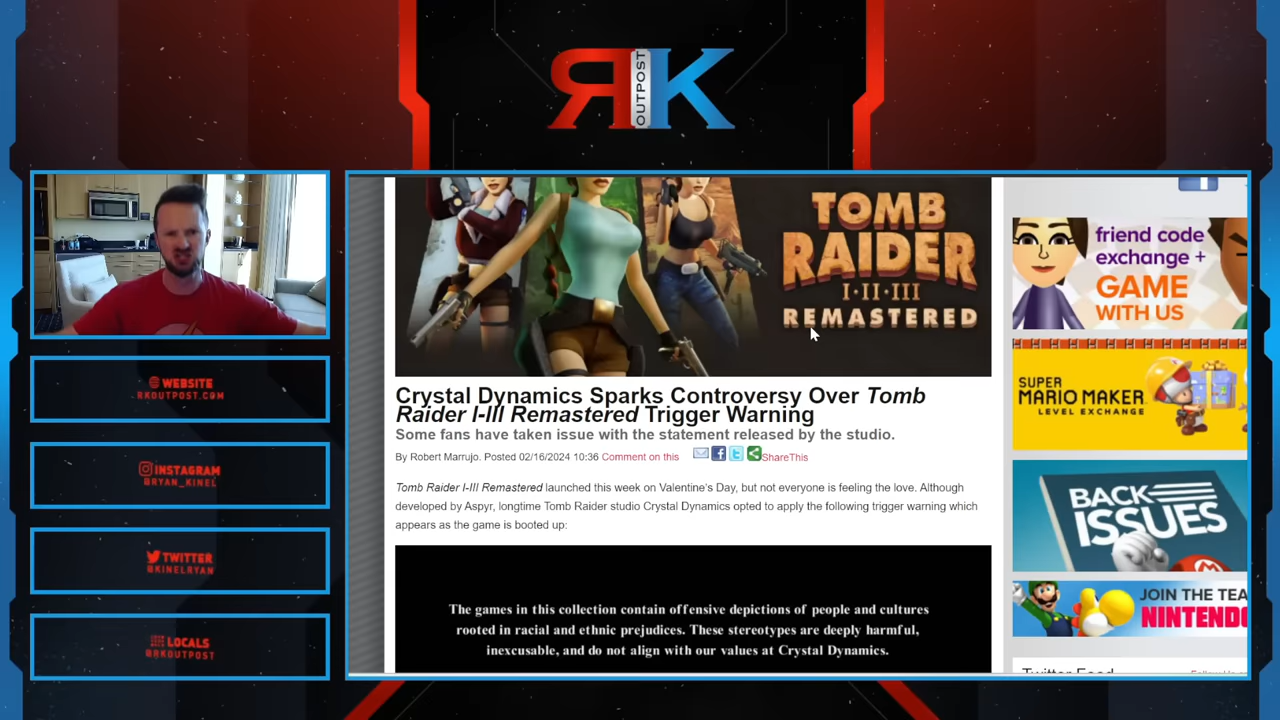 RK
OUTPOST
WEBSITE
RKOUTPOST.COM
INSTAGRAM
@RYAN_KINEL
TWITTER
@KINELRYAN
LOCALS
@RKOUTPOST
TOMB
RAIDER
I·II·III
REMASTERED
Crystal Dynamics Sparks Controversy Over Tomb
Raider I-III Remastered Trigger Warning
Some fans have taken issue with the statement released by the studio.
By Robert Marrujo. Posted 02/16/2024 10:36 Comment on this ShareThis
Tomb Raider I-III Remastered launched this week on Valentine's Day, but not everyone is feeling the love. Although
developed by Aspyr, longtime Tomb Raider studio Crystal Dynamics opted to apply the following trigger warning which
appears as the game is booted up:
The games in this collection contain offensive depictions of people and cultures
rooted in racial and ethnic prejudices. These stereotypes are deeply harmful,
inexcusable, and do not align with our values at Crystal Dynamics.
friend code
exchange +
GAME
WITH US
SUPER
MARIO MAKER
LEVEL EXCHANGE
BACK
ISSUES
JOIN THE TEA
NINTENDO
Twitter Feed